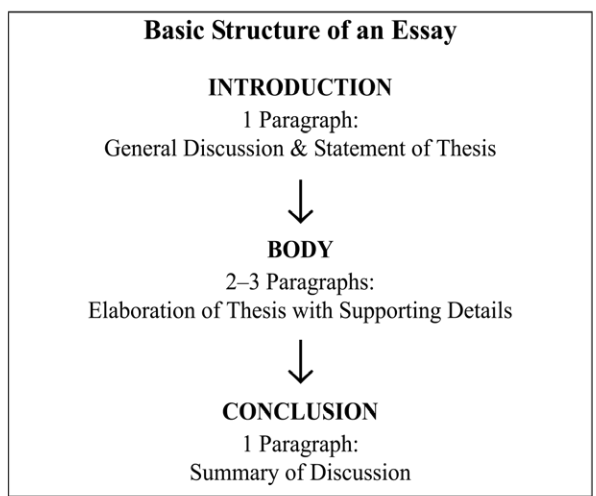 Basic Structure of an Essay
INTRODUCTION
1 Paragraph:
General Discussion & Statement of Thesis
BODY
2–3 Paragraphs:
Elaboration of Thesis with Supporting Details
CONCLUSION
1 Paragraph:
Summary of Discussion